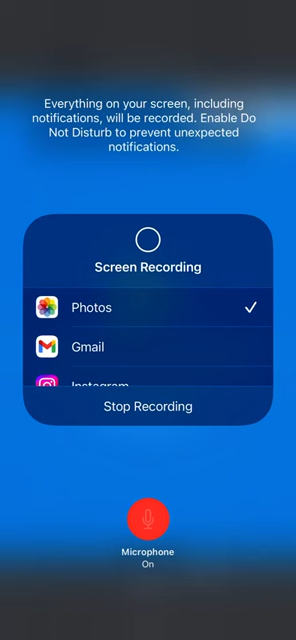 Everything on your screen, including
notifications, will be recorded. Enable Do
Not Disturb to prevent unexpected
notifications.
Screen Recording
Photos
Gmail
Instagram
Stop Recording
Microphone
On